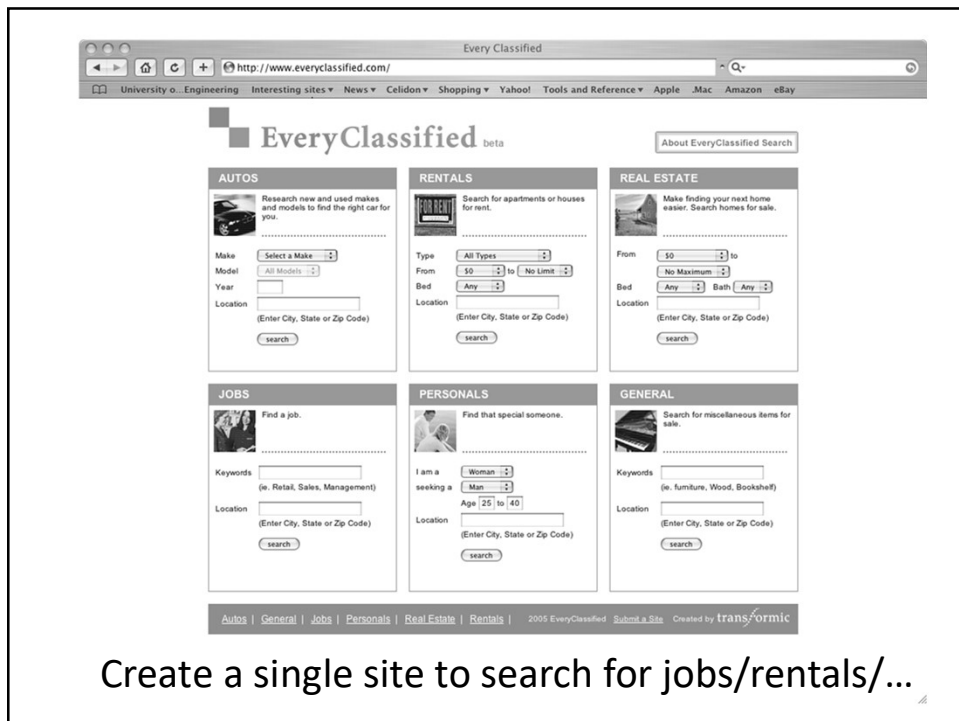 Every Classified
http://www.everyclassified.com/
University o...Engineering Interesting sites News Celidon Shopping Yahoo! Tools and Reference Apple .Mac Amazon eBay
EveryClassified beta
About EveryClassified Search
AUTOS
Research new and used makes
and models to find the right car for
you.
Make Select a Make
Model All Models
Year
Location
(Enter City, State or Zip Code)
search
RENTALS
FOR RENT
Search for apartments or houses
for rent.
Type All Types
From $0 to No Limit
Bed Any
Location
(Enter City, State or Zip Code)
search
REAL ESTATE
Make finding your next home
easier. Search homes for sale.
From $0 to
No Maximum
Bed Any Bath Any
Location
(Enter City, State or Zip Code)
search
JOBS
Find a job.
Keywords
(ie. Retail, Sales, Management)
Location
(Enter City, State or Zip Code)
search
PERSONALS
Find that special someone.
I am a Woman
seeking a Man
Age 25 to 40
Location
(Enter City, State or Zip Code)
search
GENERAL
Search for miscellaneous items for
sale.
Keywords
(ie. furniture, Wood, Bookshelf)
Location
(Enter City, State or Zip Code)
search
Autos | General | Jobs | Personals | Real Estate | Rentals | 2005 EveryClassified Submit a Site Created by transformic
Create a single site to search for jobs/rentals/…